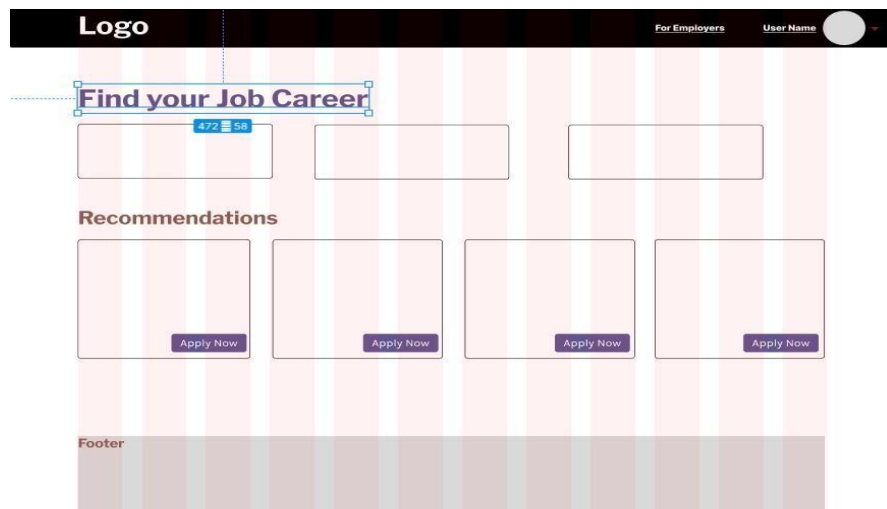 Logo
For Employers
User Name
Find your Job Career
472 58
Recommendations
Apply Now
Apply Now
Apply Now
Apply Now
Footer